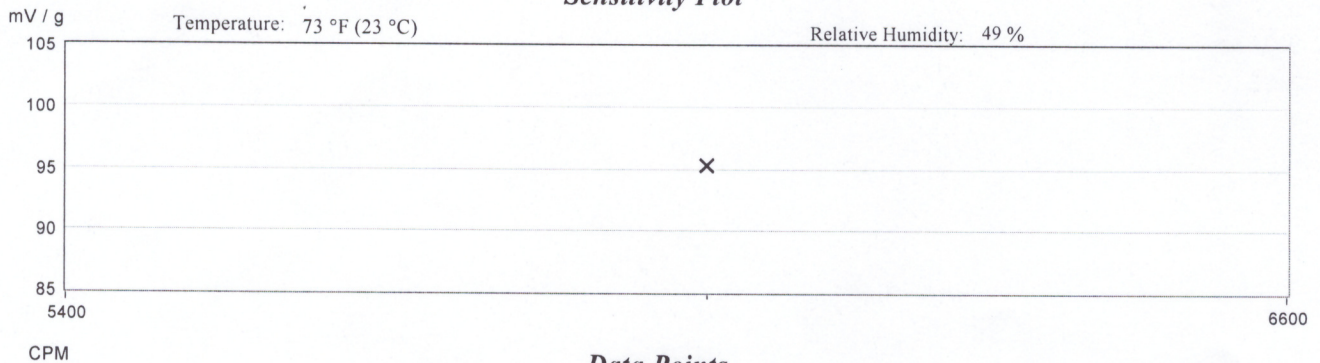 Sensitivity Plot
mV / g
Temperature: 73 °F (23 °C)
Relative Humidity: 49 %
105
100
95
90
85
5400
6600
CPM
Data Points